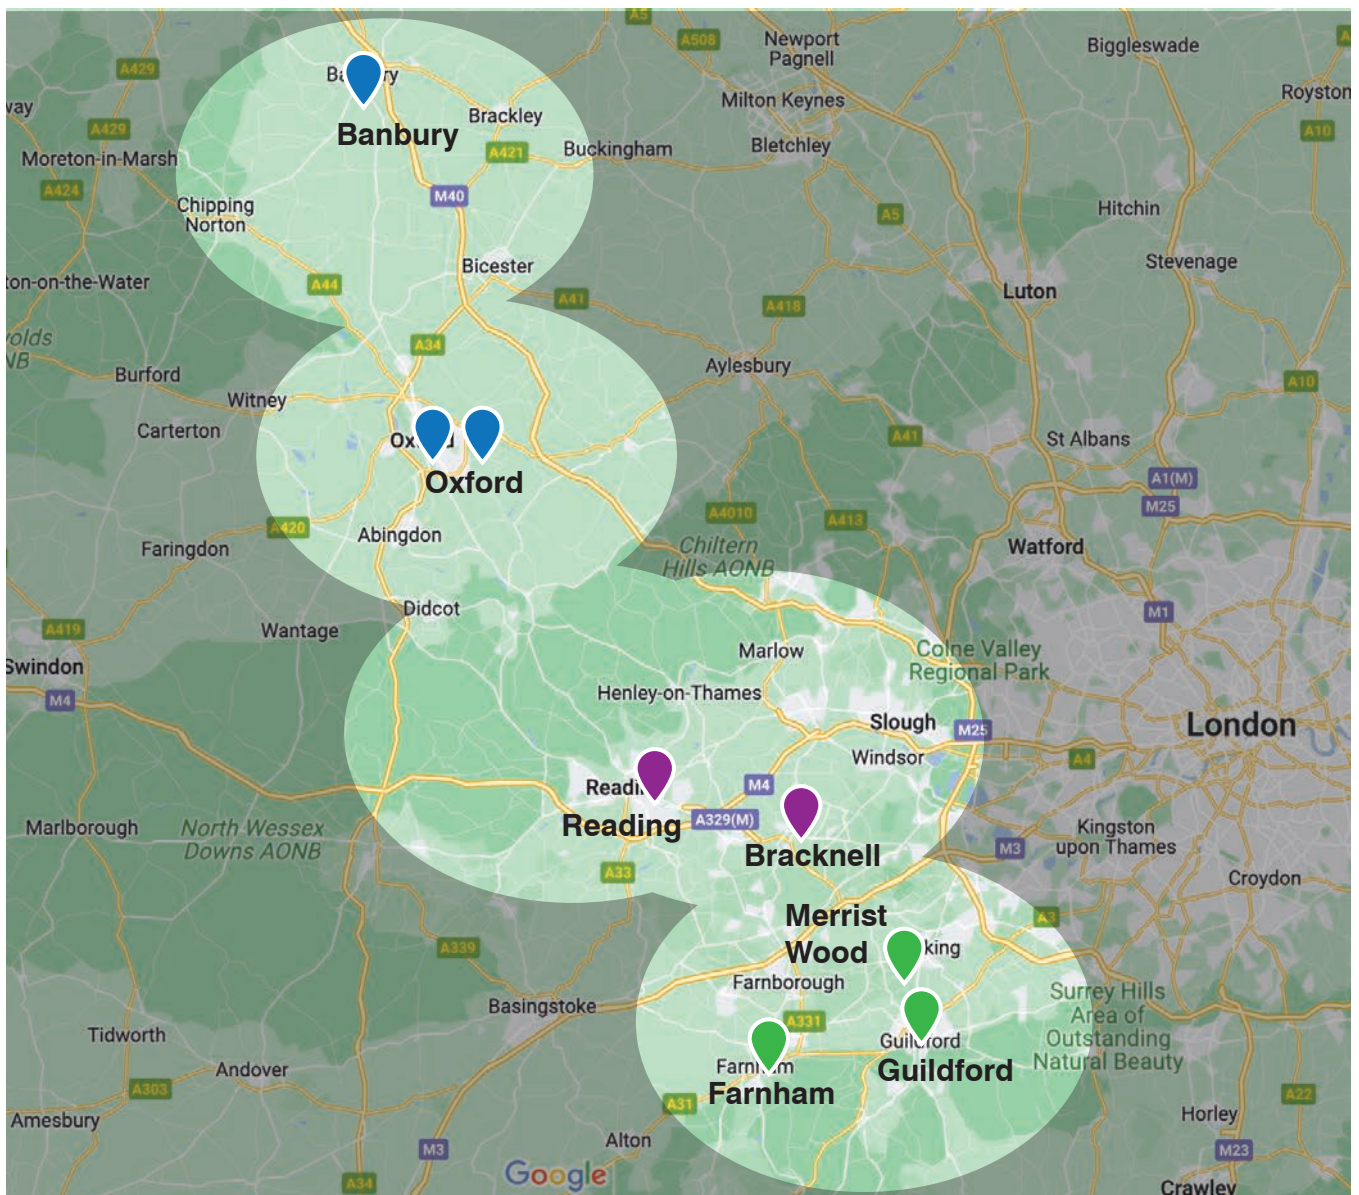 A5
A508
Newport
Pagnell
Biggleswade
A429
way
Milton Keynes
Royston
Brackley
A10
A429
Banbury
Moreton-in-Marsh
A421
Buckingham
Bletchley
A424
M40
Chipping
Norton
A5
Hitchin
Bicester
Stevenage
ton-on-the-Water
A44
A41
A418
Luton
A34
Burford
Aylesbury
A10
Witney
Carterton
A41
St Albans
Oxford
A1(M)
M25
A420
Abingdon
A4010
A413
Faringdon
Chiltern
Hills AONB
Watford
Didcot
M1
A419
Wantage
Marlow
Colne Valley
Regional Park
Swindon
M4
Henley-on-Thames
Slough
M25
London
Windsor
A4
M4
Reading
A329(M)
Marlborough
North Wessex
Downs AONB
Bracknell
M3
Kingston
upon Thames
A33
Croydon
Merrist
Wood
A3
A339
king
Farnborough
Basingstoke
A331
Surrey Hills
Area of
Outstanding
Natural Beauty
Tidworth
Guildford
Andover
Farnham
Guildford
Farnham
A303
A31
A22
Amesbury
Alton
Horley
M3
M23
Google
A34
Crawley